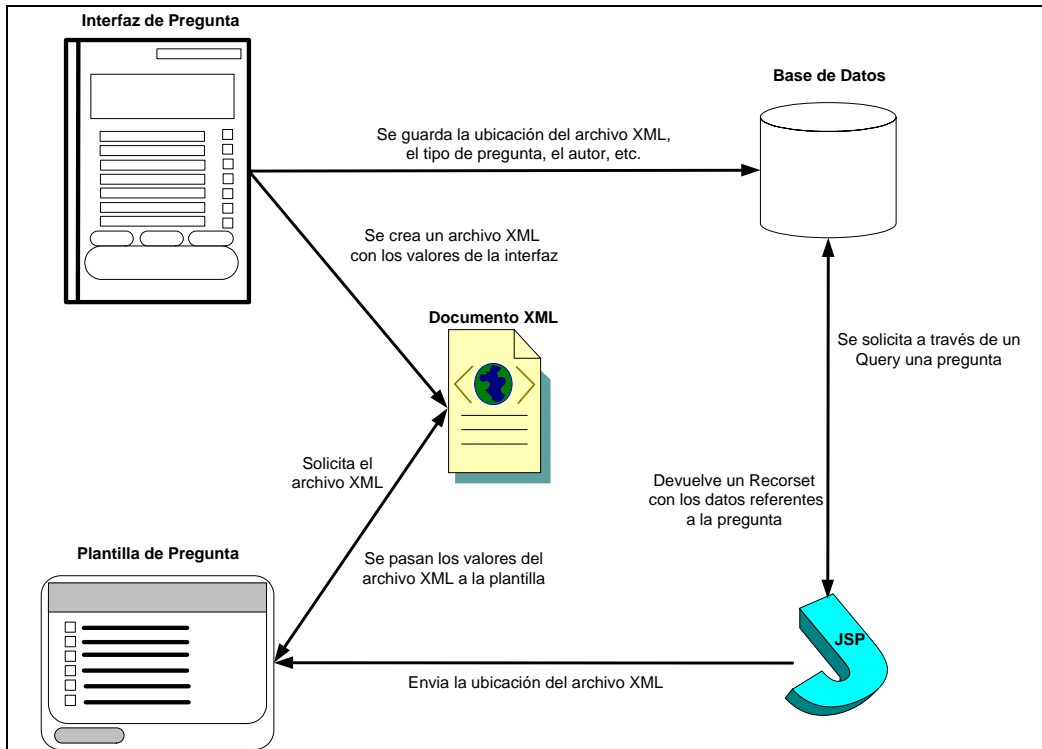 Interfaz de Pregunta
Base de Datos
Se guarda la ubicación del archivo XML,
el tipo de pregunta, el autor, etc.
Se crea un archivo XML
con los valores de la interfaz
Documento XML
Se solicita a través de un
Query una pregunta
Solicita el
archivo XML
Devuelve un Recorset
con los datos referentes
a la pregunta
Plantilla de Pregunta
Se pasan los valores del
archivo XML a la plantilla
JSP
Envia la ubicación del archivo XML